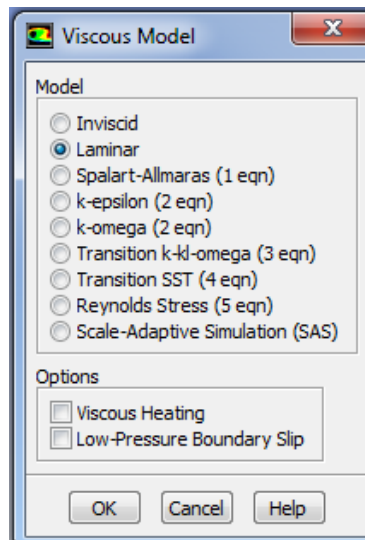 Viscous Model
X
Model
Inviscid
Laminar
Spalart-Allmaras (1 eqn)
k-epsilon (2 eqn)
k-omega (2 eqn)
Transition k-kl-omega (3 eqn)
Transition SST (4 eqn)
Reynolds Stress (5 eqn)
Scale-Adaptive Simulation (SAS)
Options
Viscous Heating
Low-Pressure Boundary Slip
OK Cancel Help